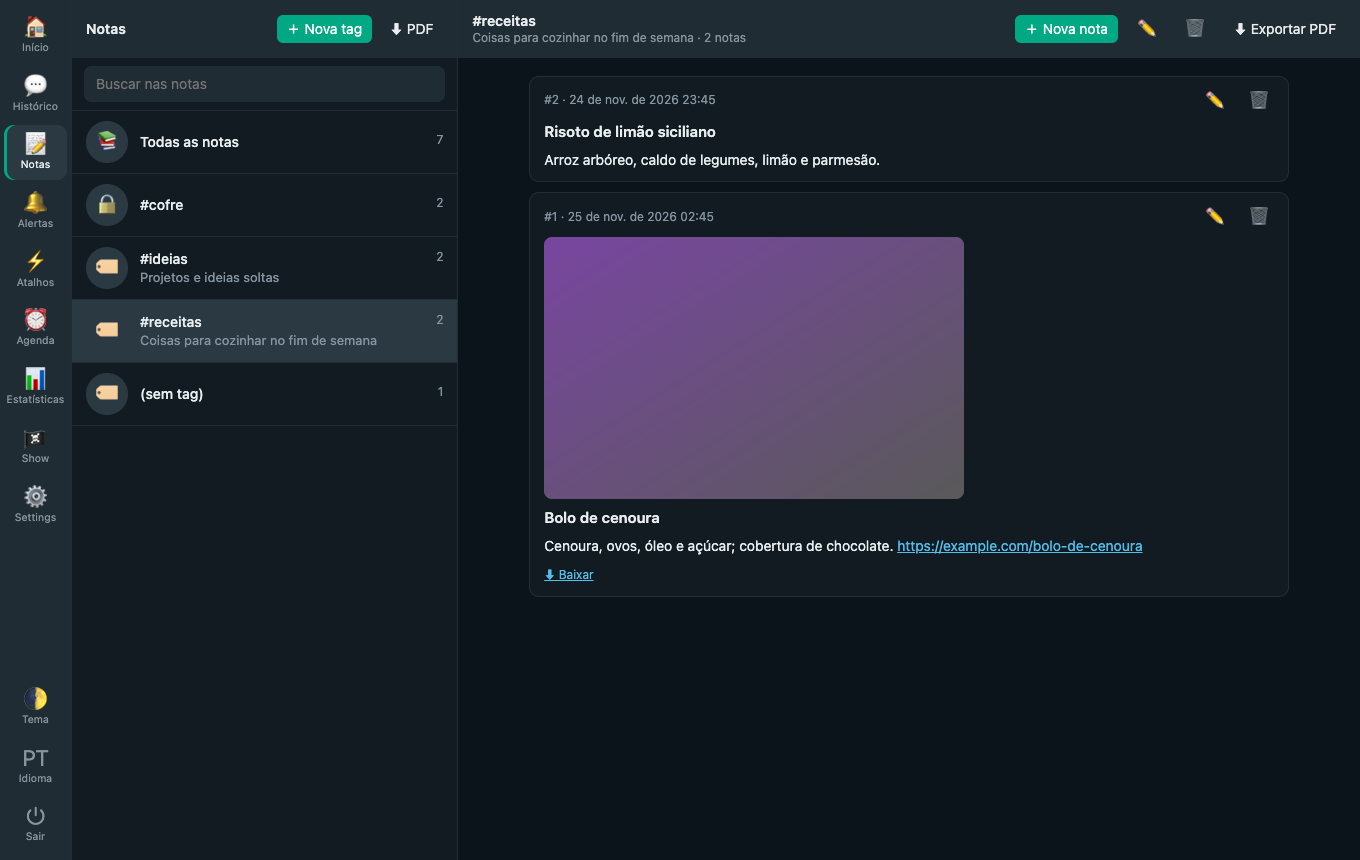 Início
Histórico
Notas
Alertas
Atalhos
Agenda
Estatísticas
Show
Settings
Tema
PT
Idioma
Sair
Notas
+ Nova tag
⬇ PDF
Buscar nas notas
Todas as notas
7
#cofre
2
#ideias
2
Projetos e ideias soltas
#receitas
2
Coisas para cozinhar no fim de semana
(sem tag)
1
#receitas
Coisas para cozinhar no fim de semana · 2 notas
+ Nova nota
⬇ Exportar PDF
#2 · 24 de nov. de 2026 23:45
Risoto de limão siciliano
Arroz arbóreo, caldo de legumes, limão e parmesão.
#1 · 25 de nov. de 2026 02:45
Bolo de cenoura
Cenoura, ovos, óleo e açúcar; cobertura de chocolate. https://example.com/bolo-de-cenoura
⬇ Baixar